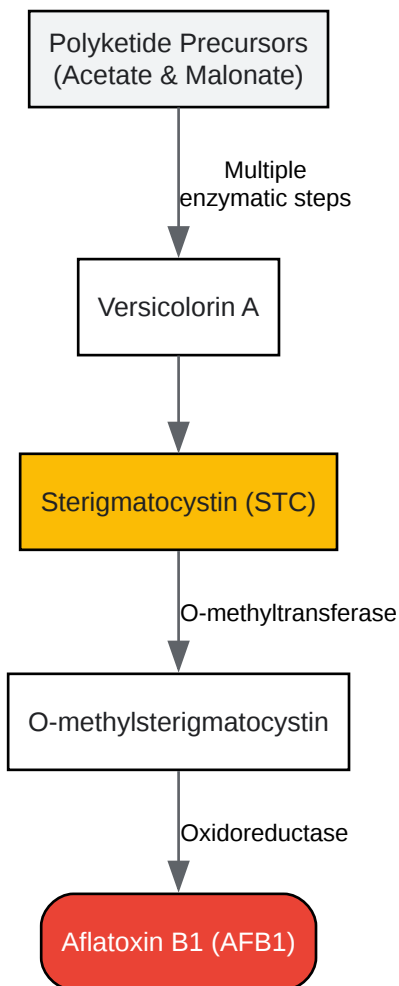 Polyketide Precursors
(Acetate & Malonate)
Multiple
enzymatic steps
Versicolorin A
Sterigmatocystin (STC)
O-methyltransferase
O-methylsterigmatocystin
Oxidoreductase
Aflatoxin B1 (AFB1)